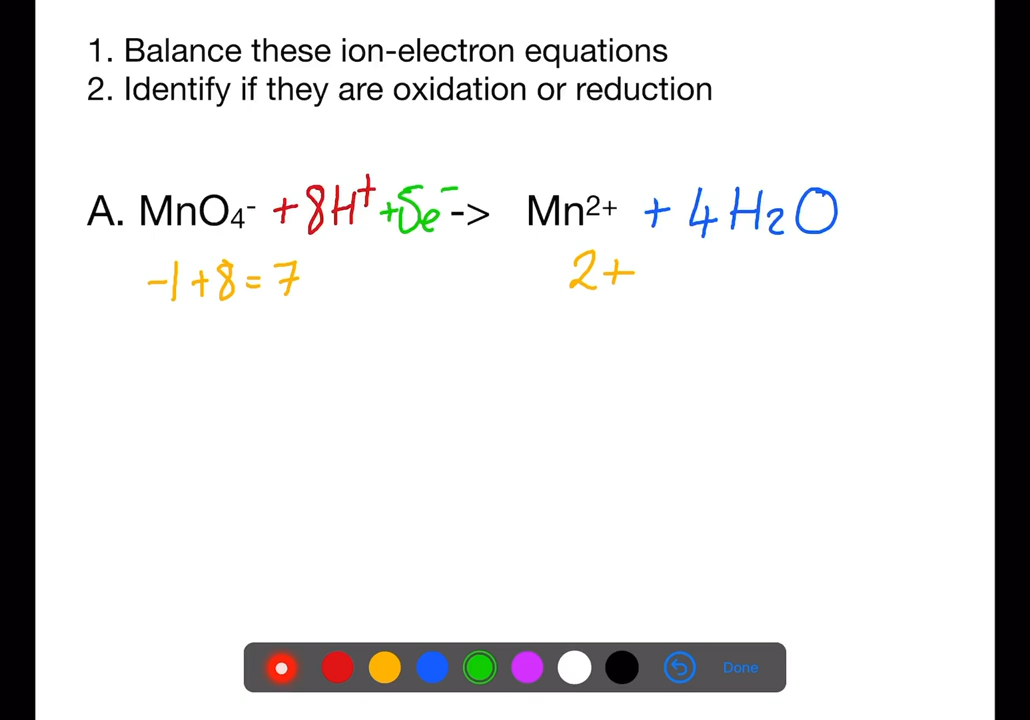 1. Balance these ion-electron equations
2. Identify if they are oxidation or reduction
A. MnO4- +8H+ +5e- -> Mn2+ + 4H2O
-1+8=7 2+
Done